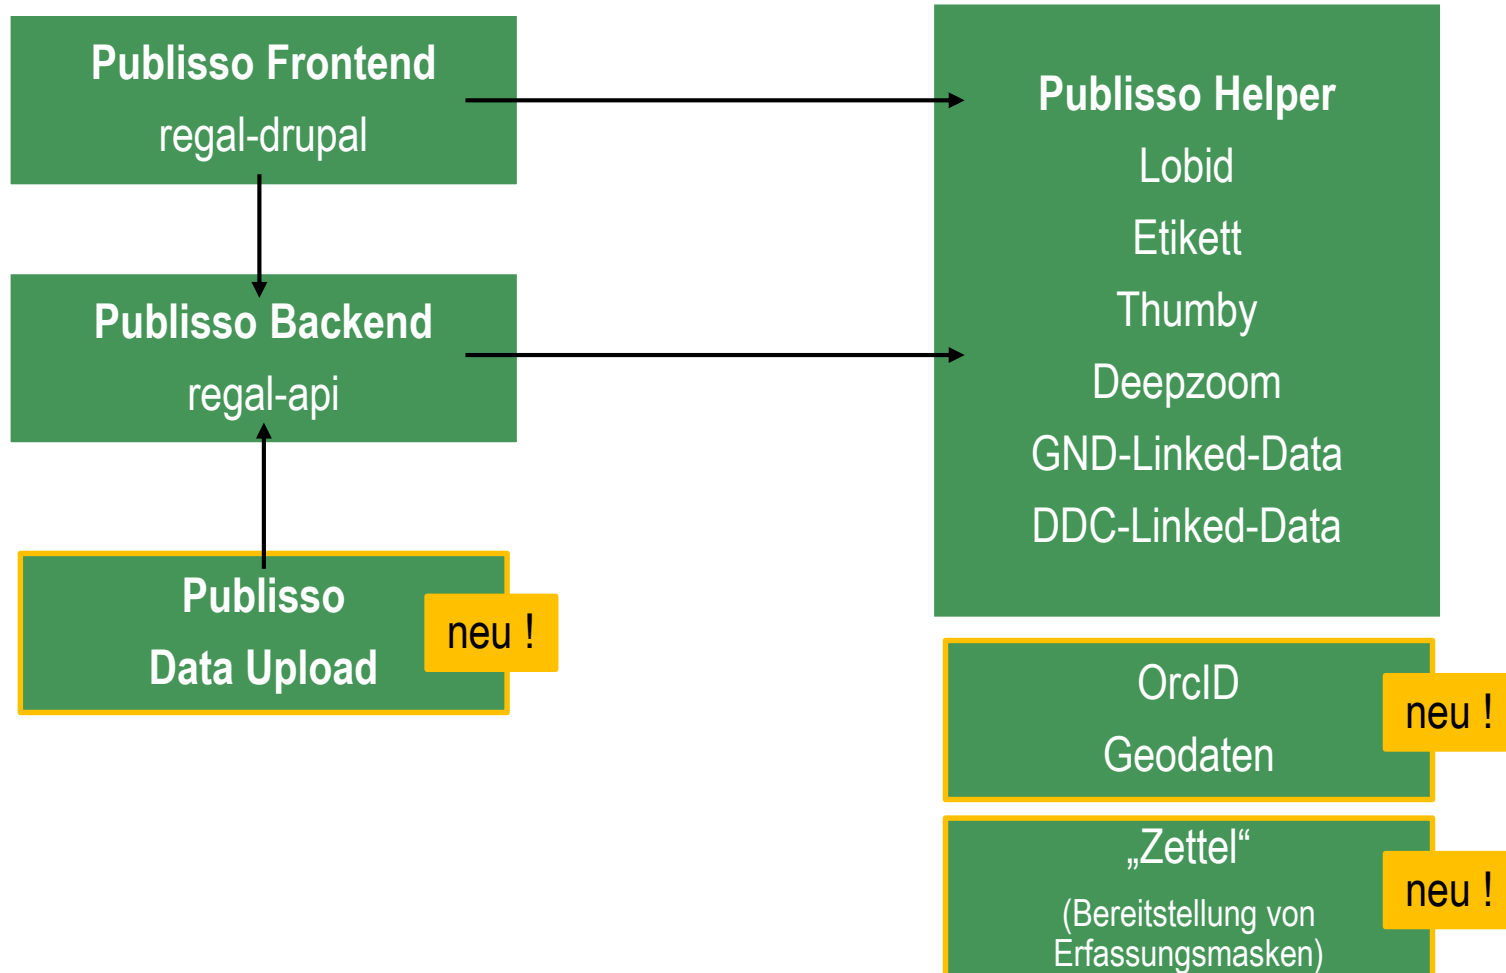 Publisso Frontend
regal-drupal
Publisso Backend
regal-api
Publisso
Data Upload
neu !
Publisso Helper
Lobid
Etikett
Thumby
Deepzoom
GND-Linked-Data
DDC-Linked-Data
OrcID
Geodaten
neu !
„Zettel“
(Bereitstellung von
Erfassungsmasken)
neu !